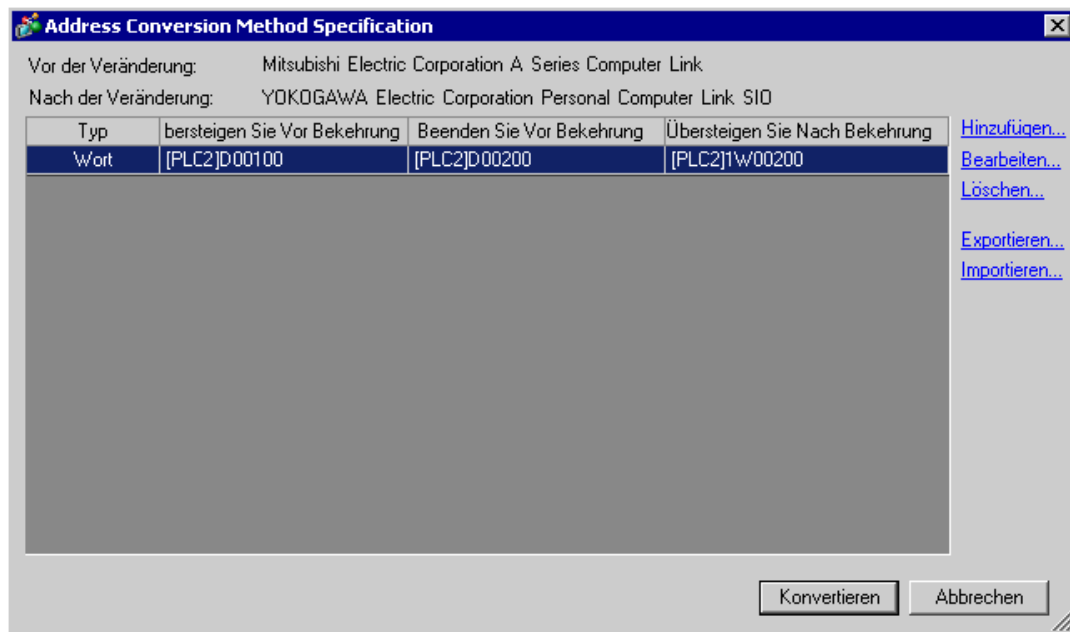 Address Conversion Method Specification
Vor der Veränderung: Mitsubishi Electric Corporation A Series Computer Link
Nach der Veränderung: YOKOGAWA Electric Corporation Personal Computer Link SIO
Typ bersteigen Sie Vor Bekehrung Beenden Sie Vor Bekehrung Übersteigen Sie Nach Bekehrung
Wort [PLC2]D00100 [PLC2]D00200 [PLC2]1W00200
Hinzufügen...
Bearbeiten...
Löschen...
Exportieren...
Importieren...
Konvertieren Abbrechen